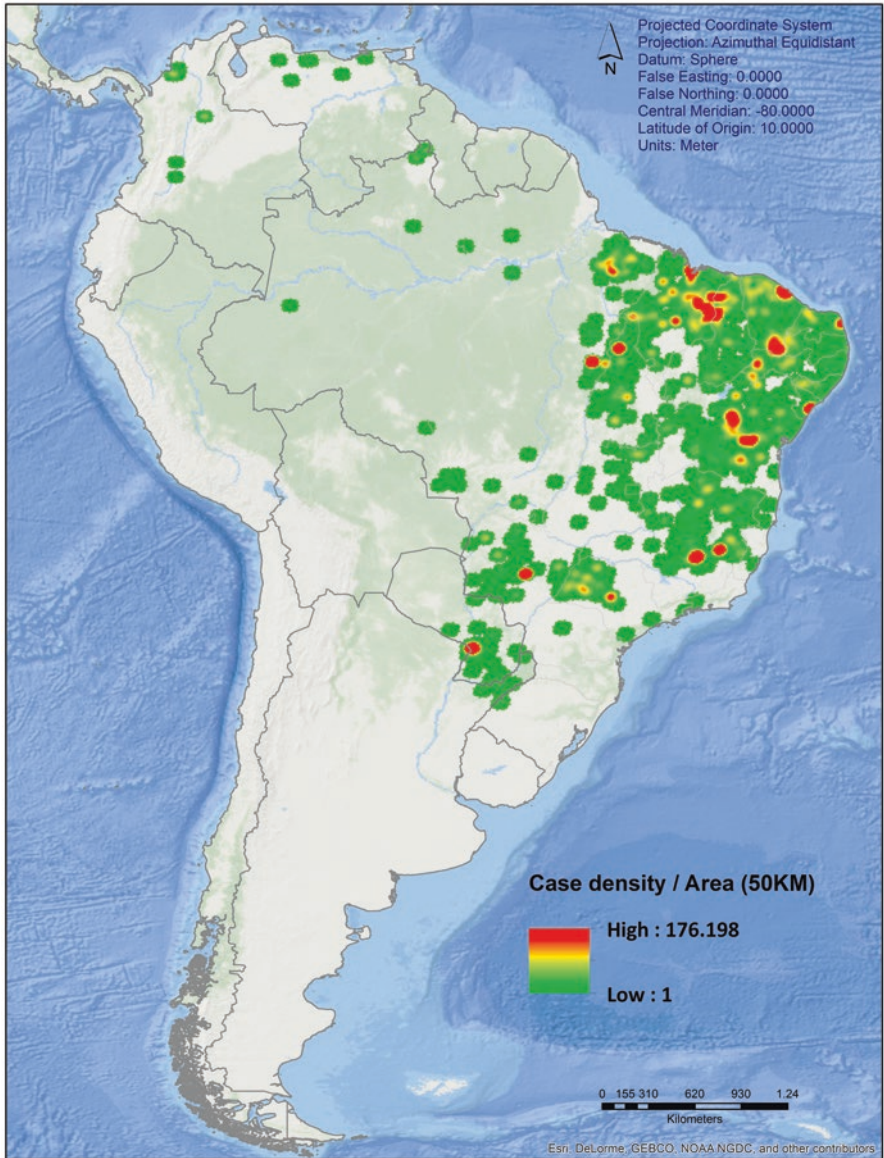 Projected Coordinate System
Projection: Azimuthal Equidistant
Datum: Sphere
False Easting: 0.0000
False Northing: 0.0000
Central Meridian: -80.0000
Latitude of Origin: 10.0000
Units: Meter
N
Case density / Area (50KM)
High : 176.198
Low : 1
0 155 310 620 930 1.24
Kilometers
Esri, DeLorme, GEBCO, NOAA NGDC, and other contributors